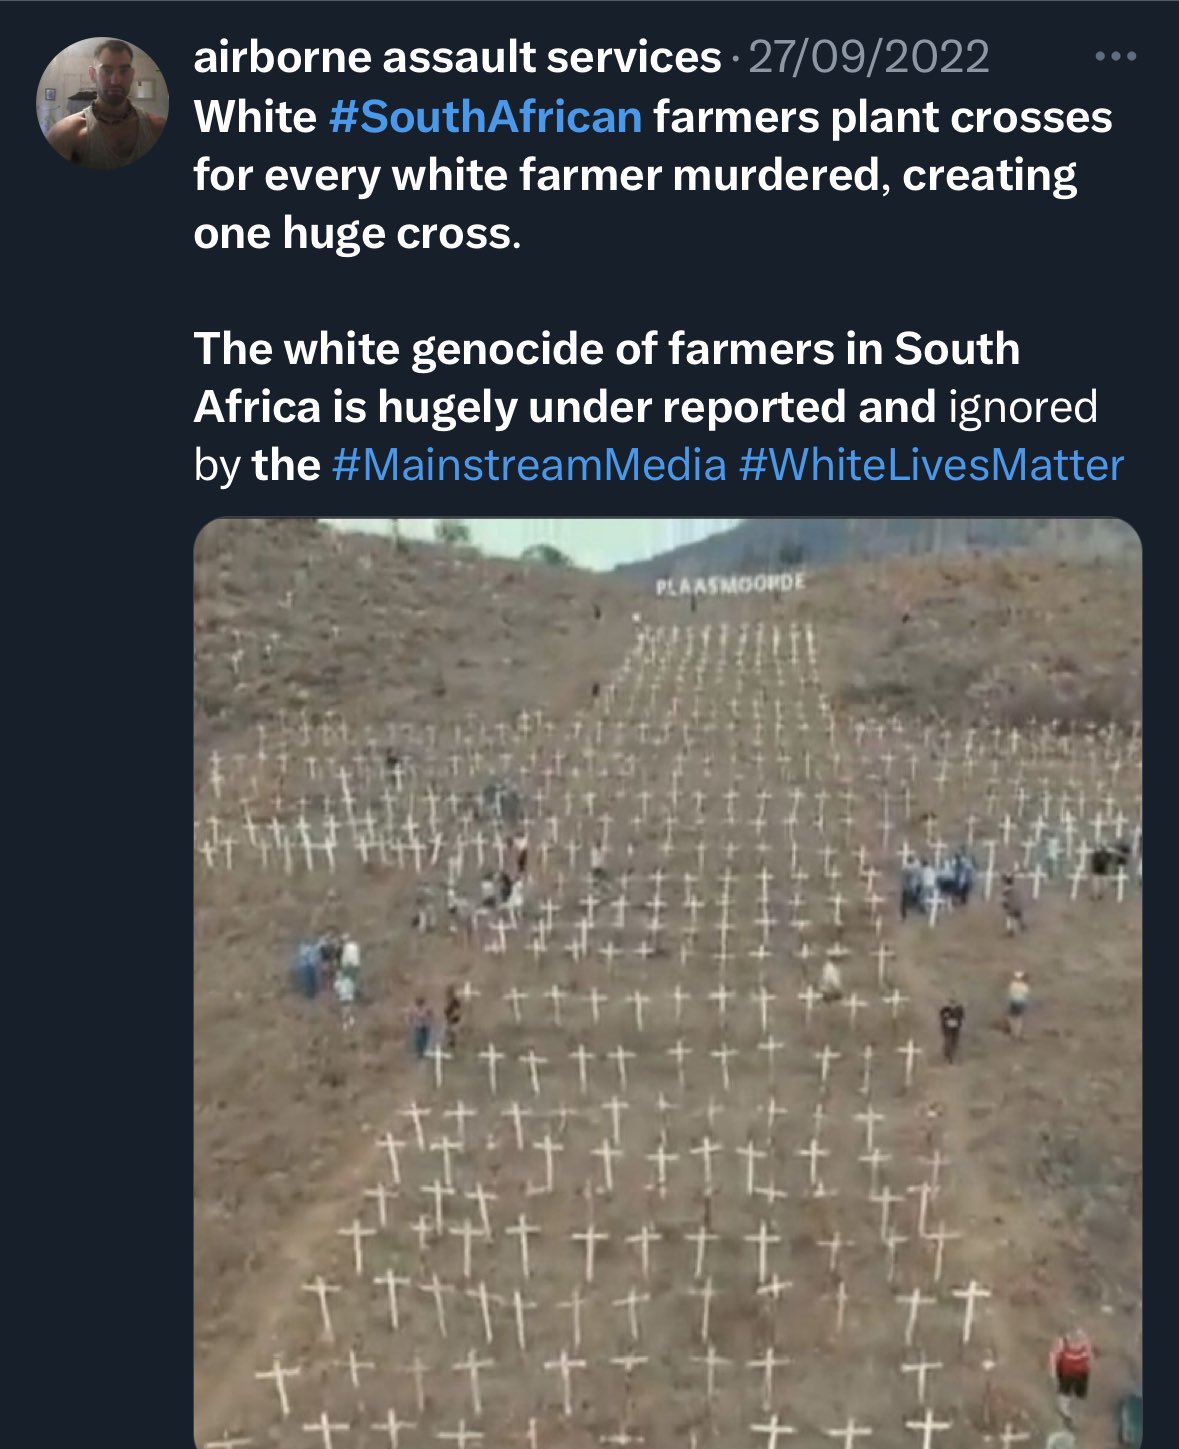 airborne assault services · 27/09/2022
White #SouthAfrican farmers plant crosses
for every white farmer murdered, creating
one huge cross.
The white genocide of farmers in South
Africa is hugely under reported and ignored
by the #MainstreamMedia #WhiteLivesMatter
PLAASMOORDE